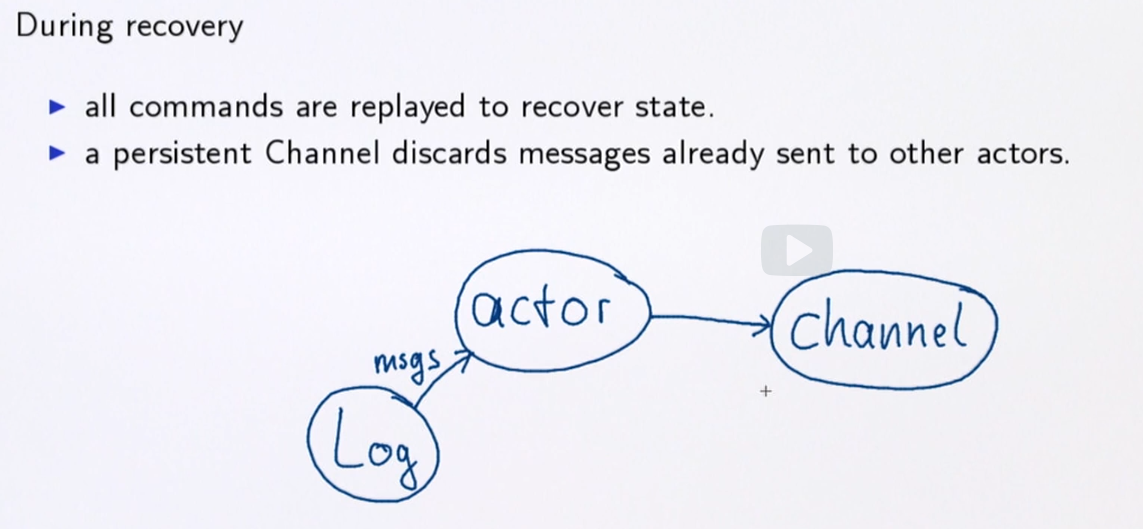 During recovery
all commands are replayed to recover state.
a persistent Channel discards messages already sent to other actors.
actor
channel
msgs
Log